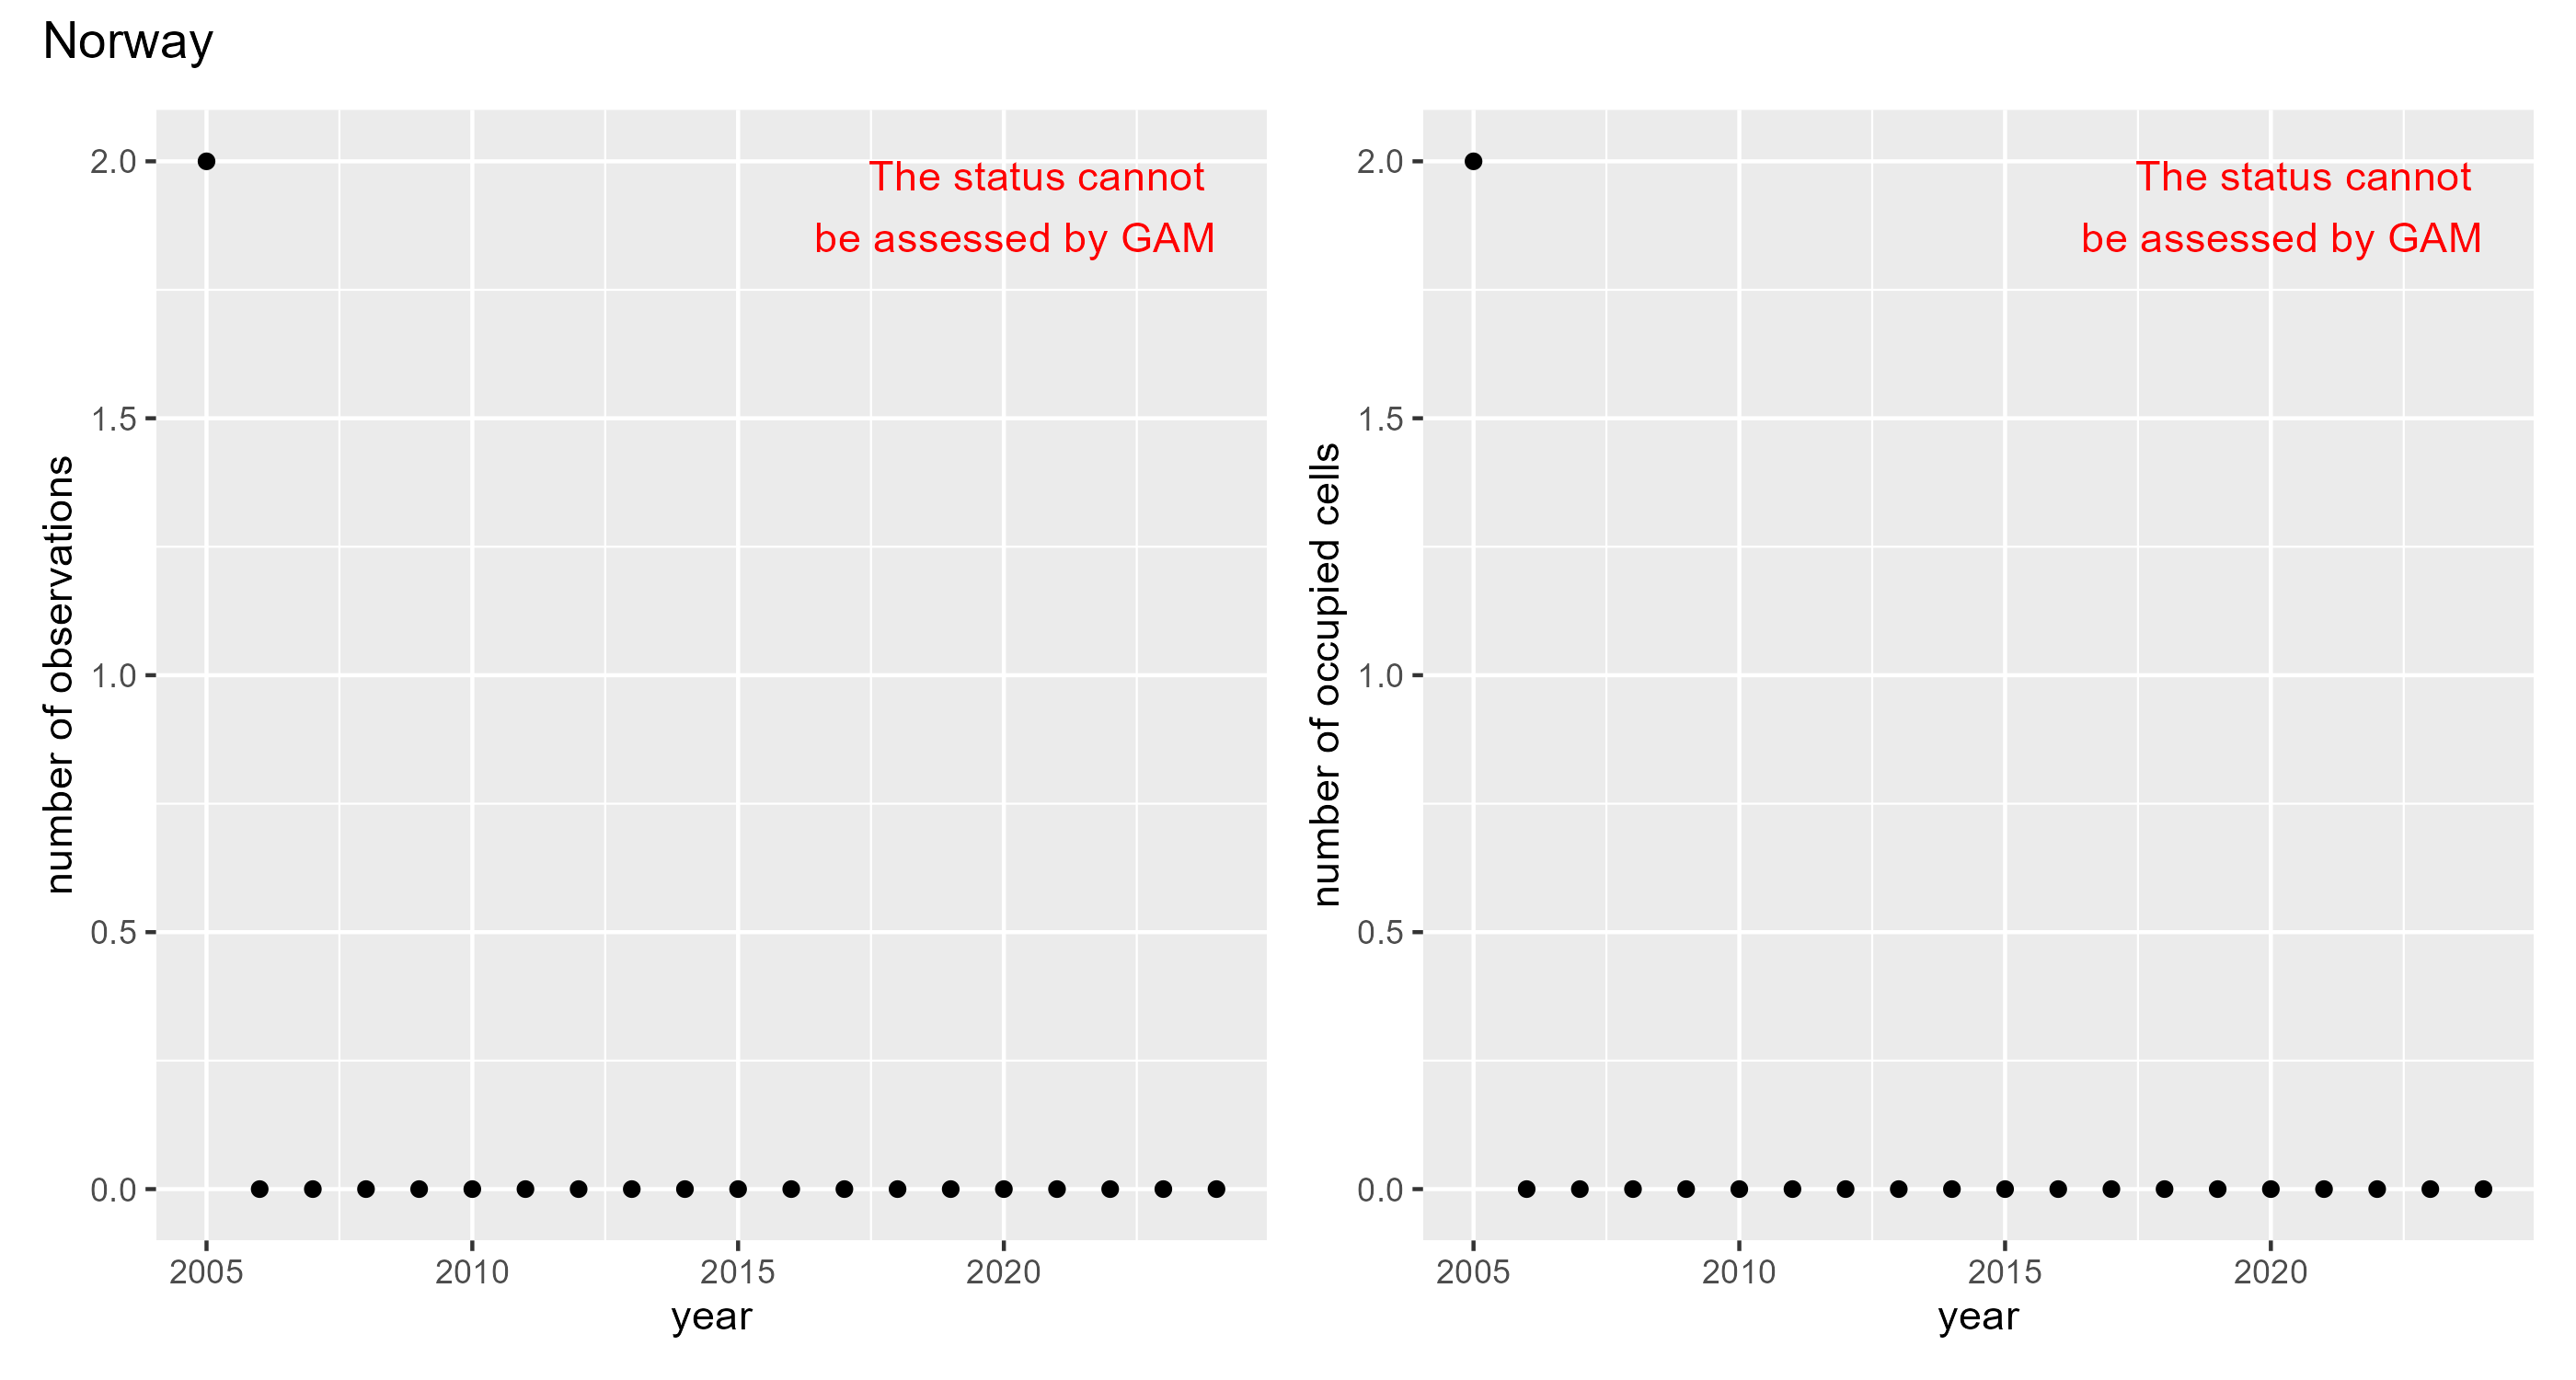 Norway
number of observations
2.0
1.5
1.0
0.5
0.0
The status cannot
be assessed by GAM
2005 2010 2015 2020
year
number of occupied cells
2.0
1.5
1.0
0.5
0.0
The status cannot
be assessed by GAM
2005 2010 2015 2020
year